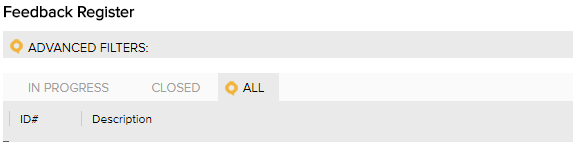 Feedback Register
ADVANCED FILTERS:
IN PROGRESS CLOSED ALL
ID# Description